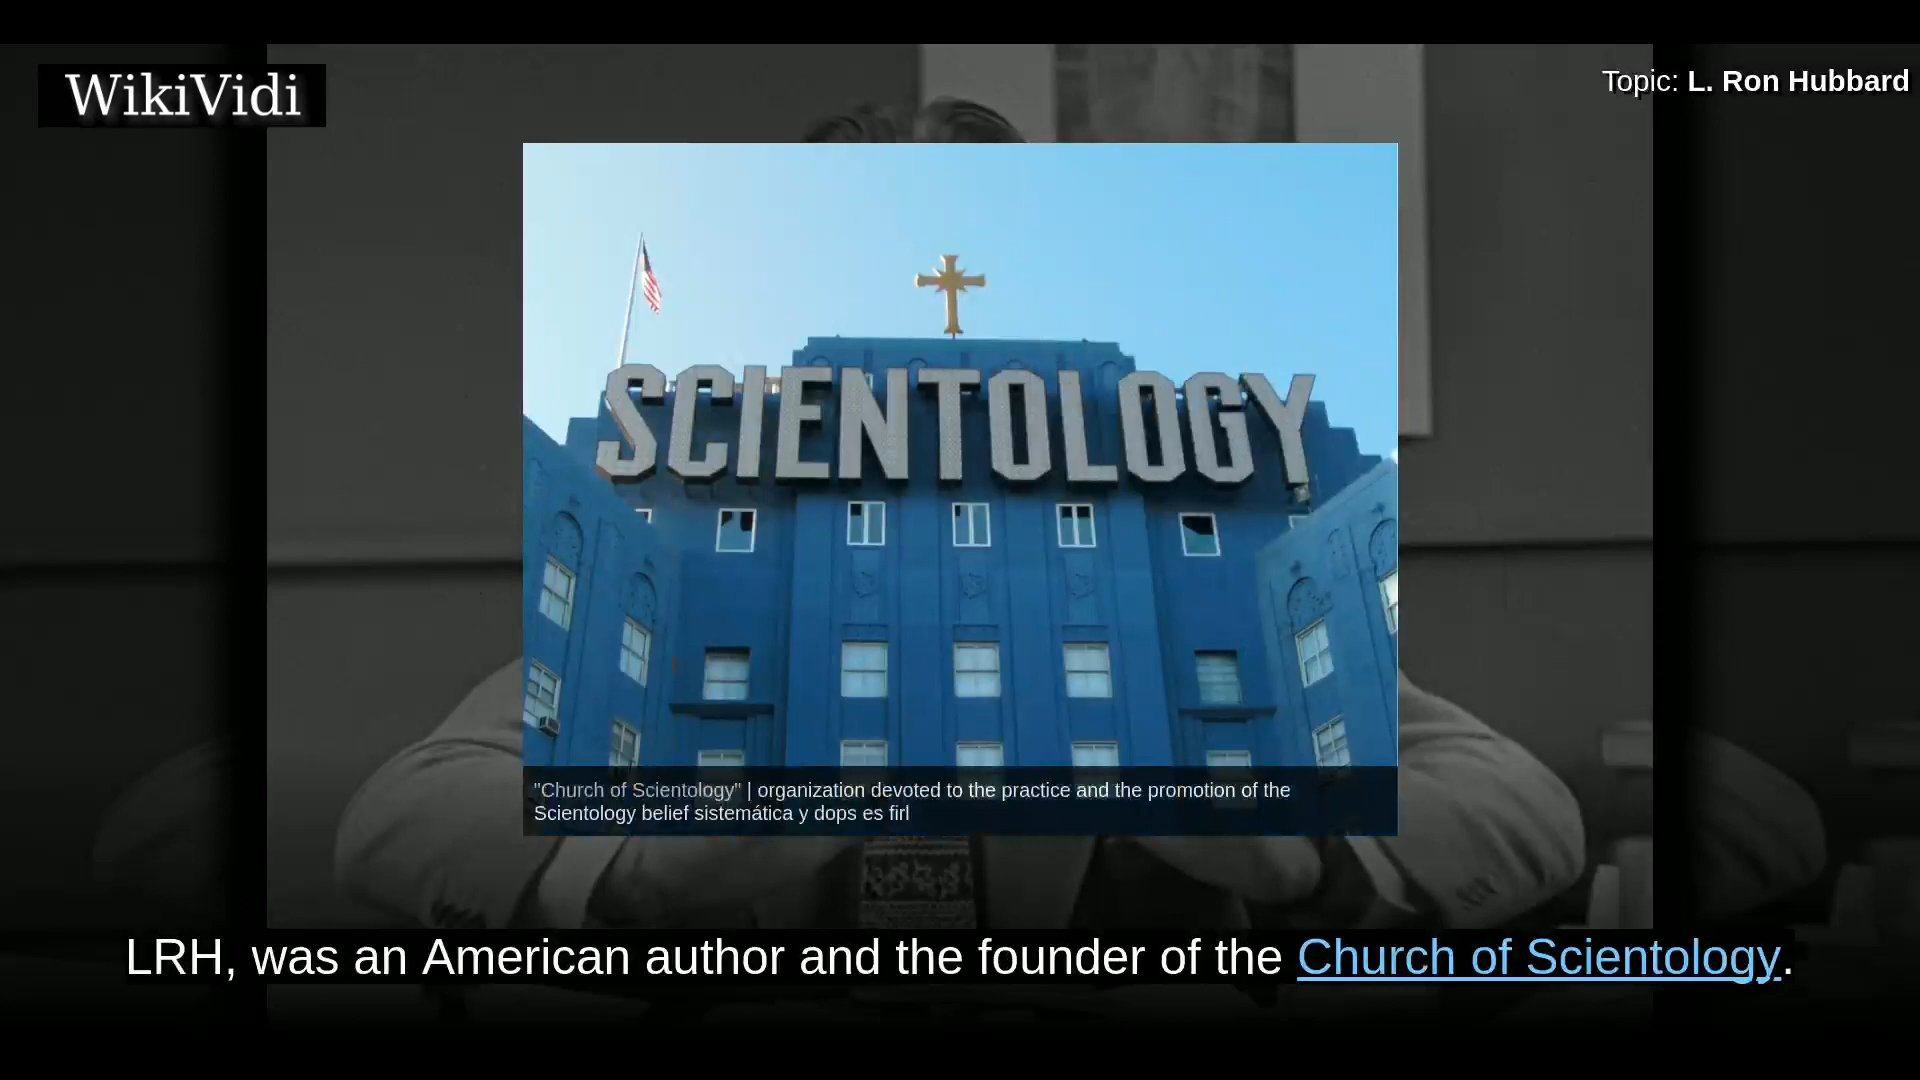 WikiVidi
Topic: L. Ron Hubbard
SCIENTOLOGY
"Church of Scientology" | organization devoted to the practice and the promotion of the
Scientology belief sistemática y dops es firl
LRH, was an American author and the founder of the Church of Scientology.